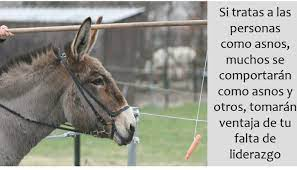 Si tratas a las
personas
como asnos,
muchos se
comportarán
como asnos y
otros, tomarán
ventaja de tu
falta de
liderazgo